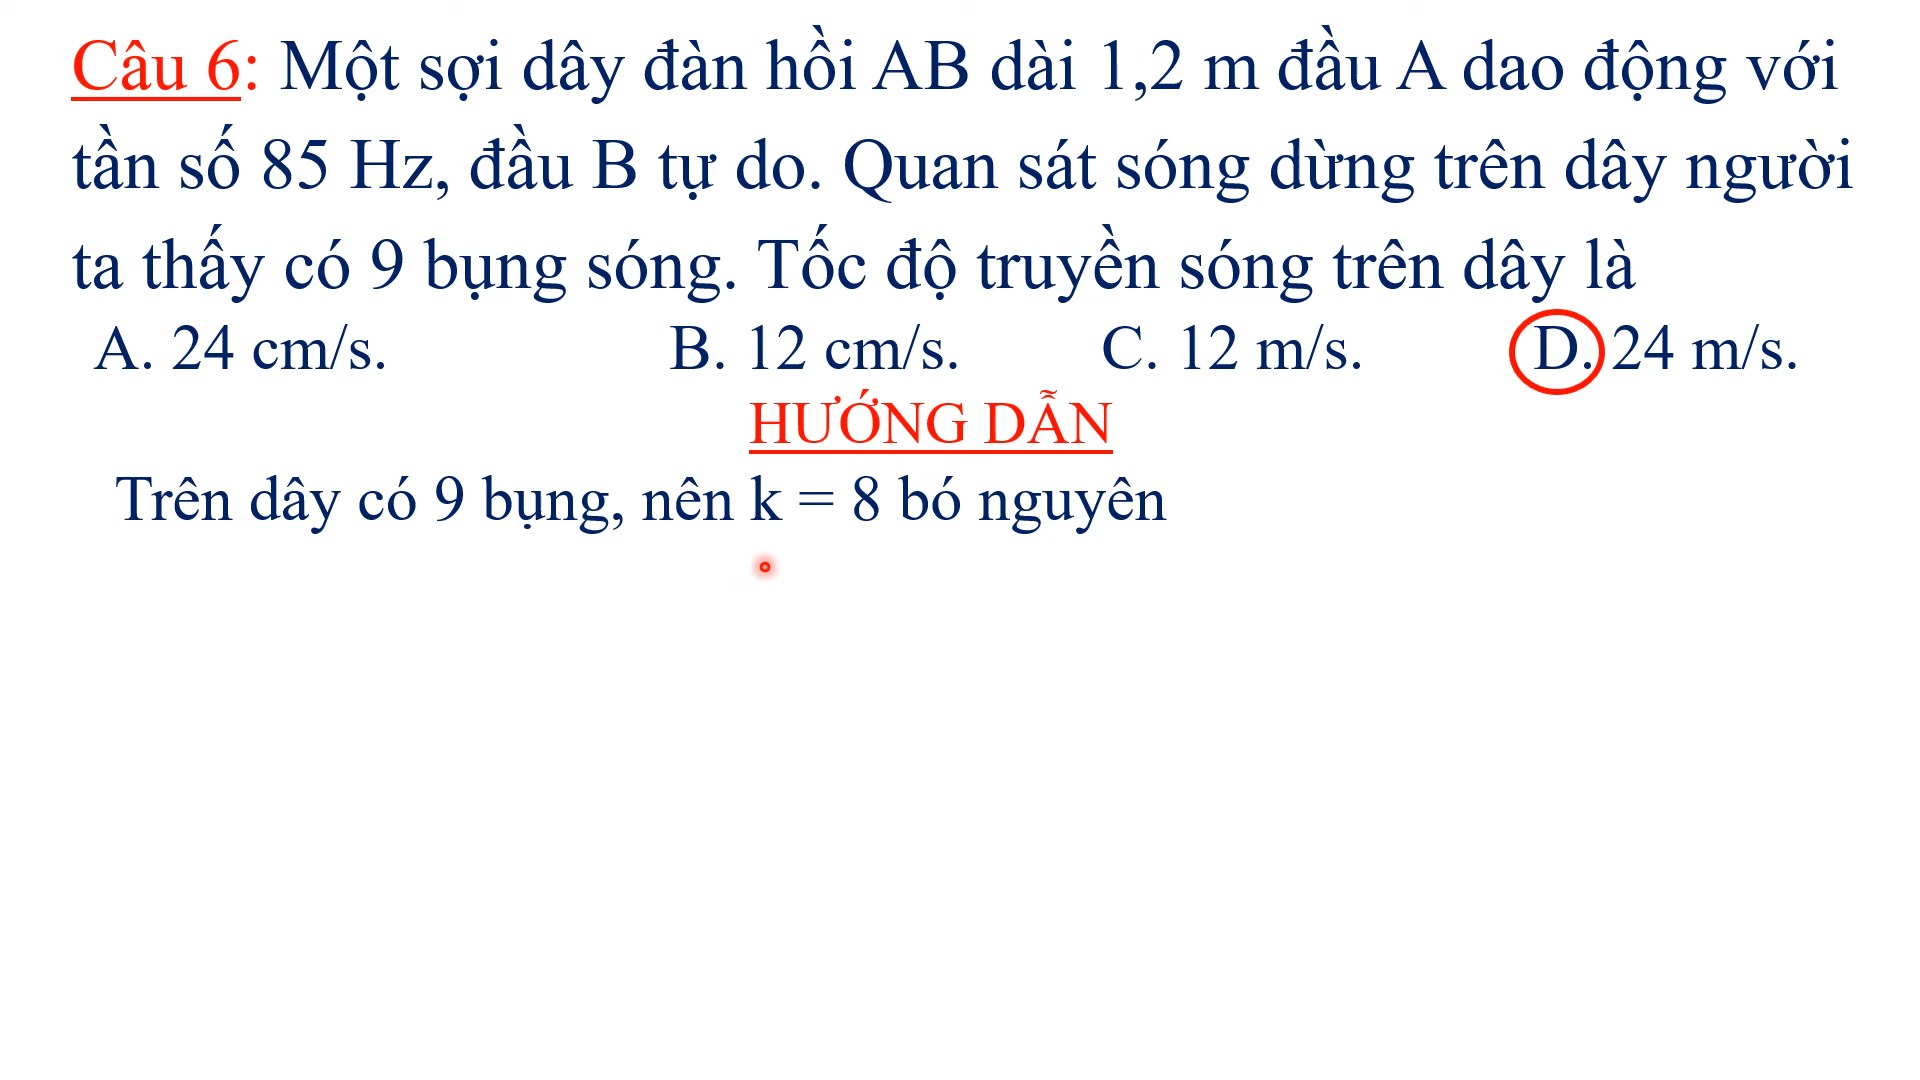 Câu 6: Một sợi dây đàn hồi AB dài 1,2 m đầu A dao động với
tần số 85 Hz, đầu B tự do. Quan sát sóng dừng trên dây người
ta thấy có 9 bụng sóng. Tốc độ truyền sóng trên dây là
A. 24 cm/s. B. 12 cm/s. C. 12 m/s. D. 24 m/s.
HƯỚNG DẪN
Trên dây có 9 bụng, nên k = 8 bó nguyên